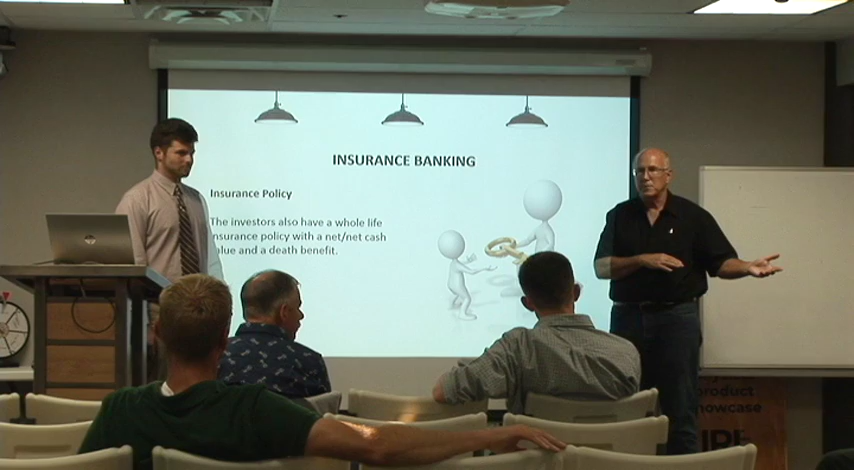 INSURANCE BANKING
Insurance Policy
The investors also have a whole life
insurance policy with a net/net cash
and a death benefit.
product
showcase